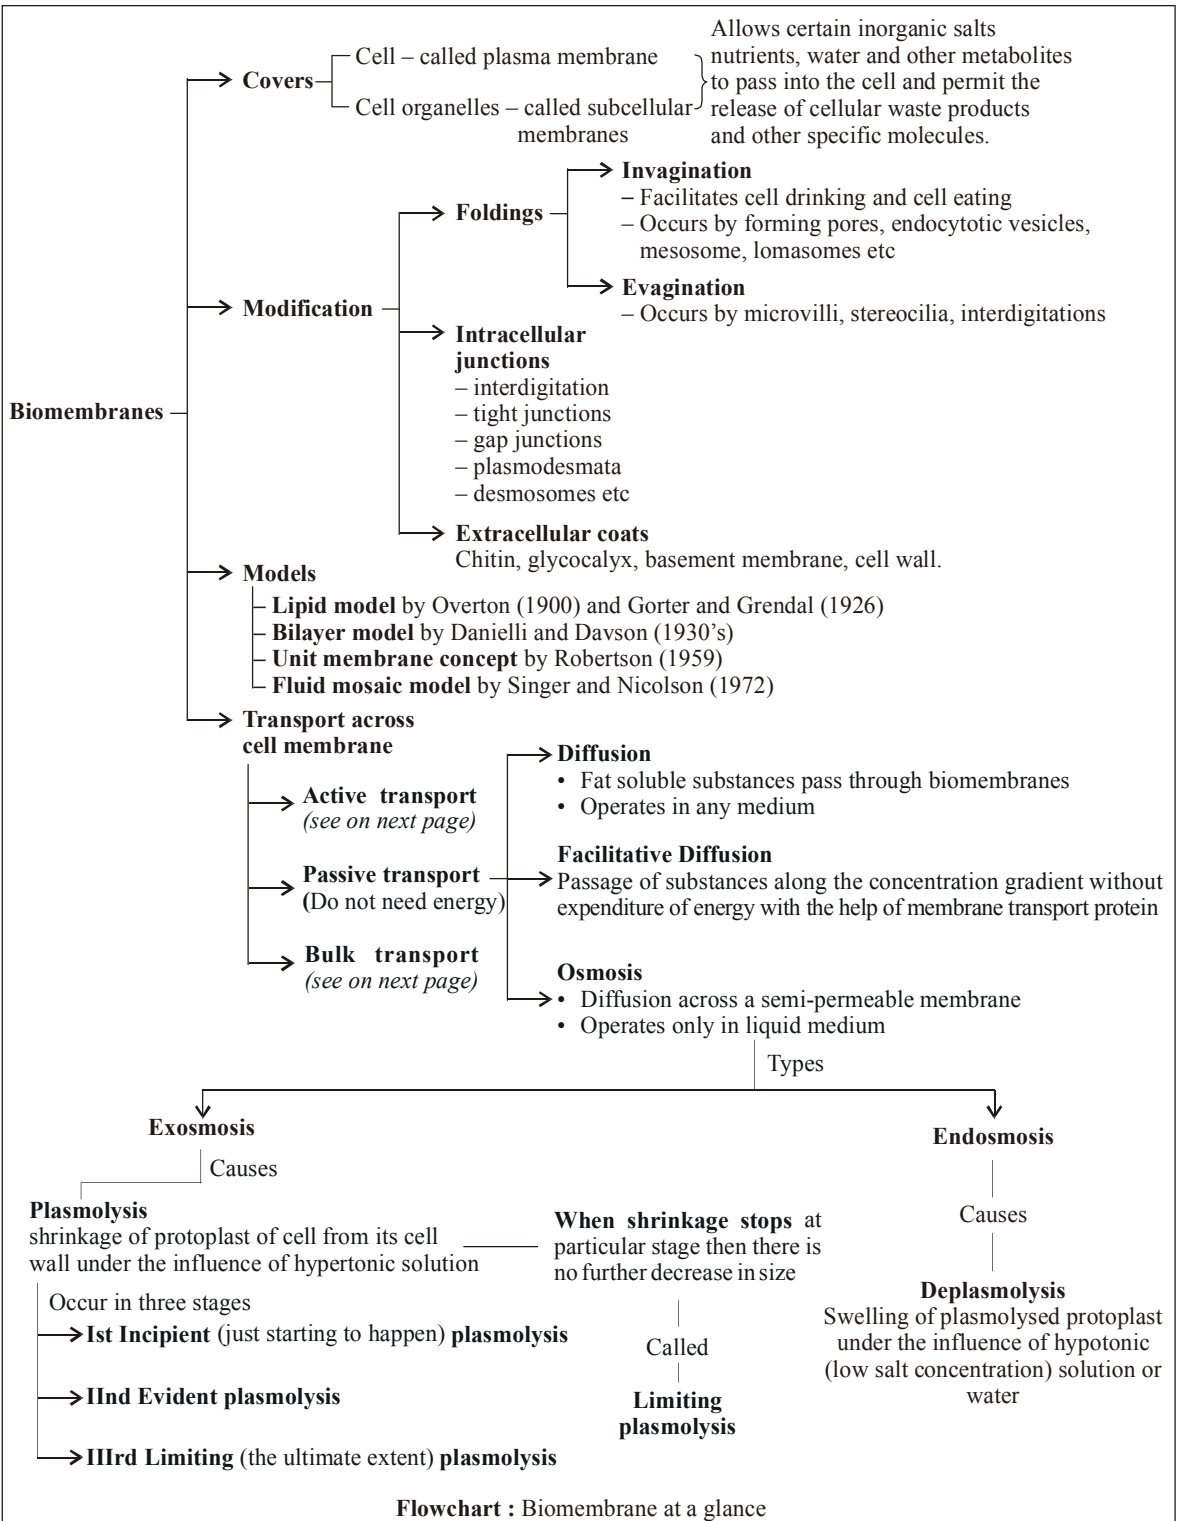 Covers
Cell – called plasma membrane
Cell organelles – called subcellular
membranes
Allows certain inorganic salts
nutrients, water and other metabolites
to pass into the cell and permit the
release of cellular waste products
and other specific molecules.
Biomembranes
Modification
Foldings
Invagination
– Facilitates cell drinking and cell eating
– Occurs by forming pores, endocytotic vesicles,
mesosome, lomasomes etc
Evagination
– Occurs by microvilli, stereocilia, interdigitations
Intracellular
junctions
– interdigitation
– tight junctions
– gap junctions
– plasmodesmata
– desmosomes etc
Extracellular coats
Chitin, glycocalyx, basement membrane, cell wall.
Models
– Lipid model by Overton (1900) and Gorter and Grendal (1926)
– Bilayer model by Danielli and Davson (1930's)
– Unit membrane concept by Robertson (1959)
– Fluid mosaic model by Singer and Nicolson (1972)
Transport across
cell membrane
Active transport
(see on next page)
Passive transport
(Do not need energy)
Bulk transport
(see on next page)
Diffusion
• Fat soluble substances pass through biomembranes
• Operates in any medium
Facilitative Diffusion
Passage of substances along the concentration gradient without
expenditure of energy with the help of membrane transport protein
Osmosis
• Diffusion across a semi-permeable membrane
• Operates only in liquid medium
Types
Exosmosis
Causes
Plasmolysis
shrinkage of protoplast of cell from its cell
wall under the influence of hypertonic solution
Occur in three stages
Ist Incipient (just starting to happen) plasmolysis
IInd Evident plasmolysis
IIIrd Limiting (the ultimate extent) plasmolysis
When shrinkage stops at
particular stage then there is
no further decrease in size
Called
Limiting
plasmolysis
Endosmosis
Causes
Deplasmolysis
Swelling of plasmolysed protoplast
under the influence of hypotonic
(low salt concentration) solution or
water
Flowchart : Biomembrane at a glance